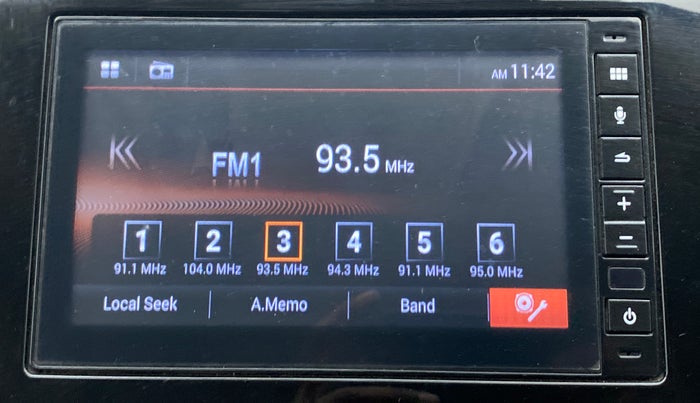 AM 11:42
FM1 93.5 MHz
1 2 3 4 5 6
91.1 MHz 104.0 MHz 93.5 MHz 94.3 MHz 91.1 MHz 95.0 MHz
Local Seek A.Memo Band